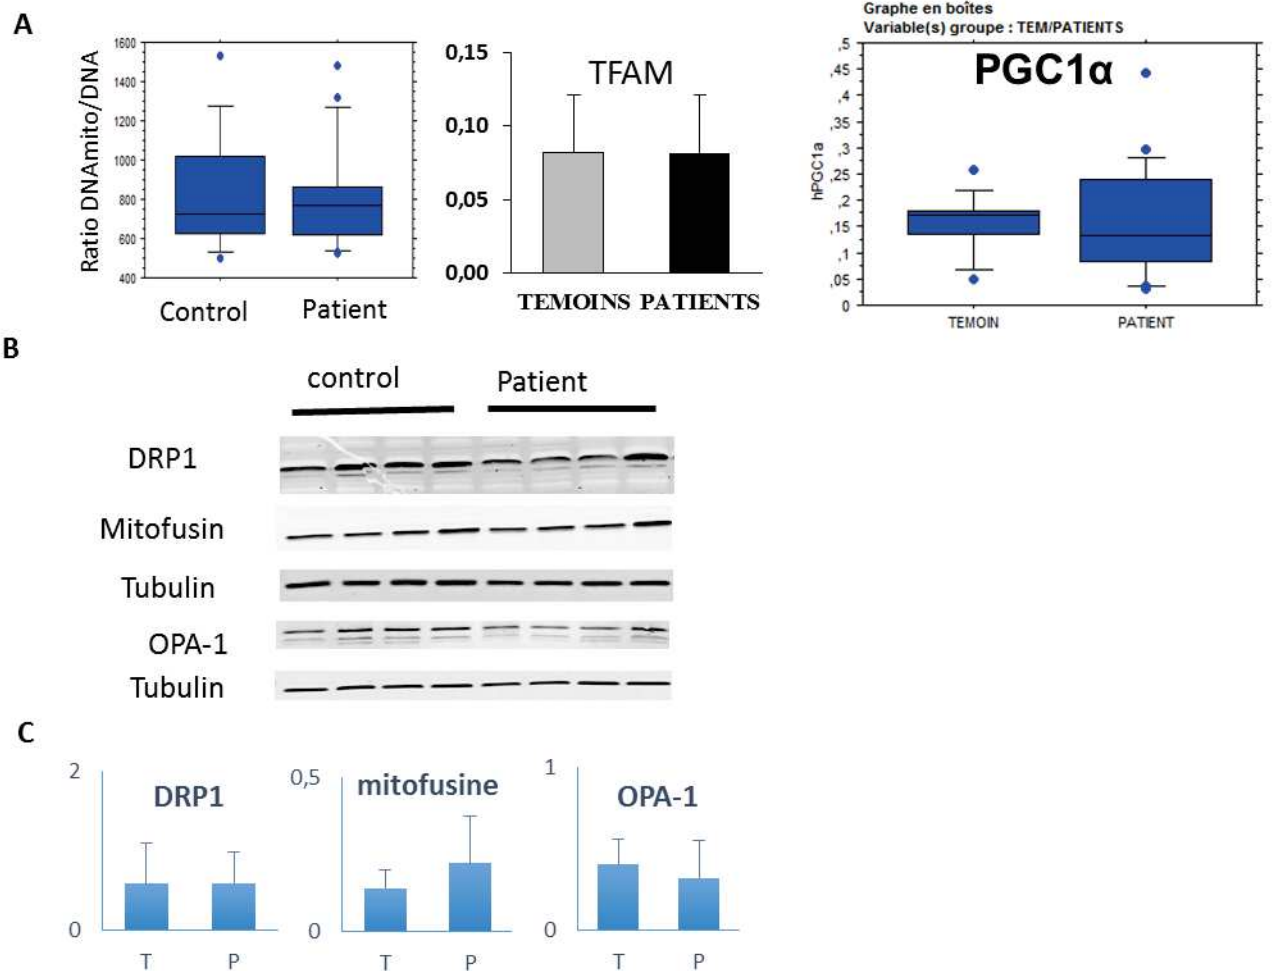 A
Ratio DNAmito/DNA
1600
1400
1200
1000
800
600
400
Control Patient
0,15
0,10
0,05
0,00
TFAM
TEMOINS PATIENTS
Graphe en boîtes
Variable(s) groupe : TEM/PATIENTS
PGC1α
hPGC1a
,5
,45
,4
,35
,3
,25
,2
,15
,1
,05
0
TEMOIN PATIENT
B
control Patient
DRP1
Mitofusin
Tubulin
OPA-1
Tubulin
C
2
0
DRP1
T P
0,5
0
mitofusine
T P
1
0
OPA-1
T P